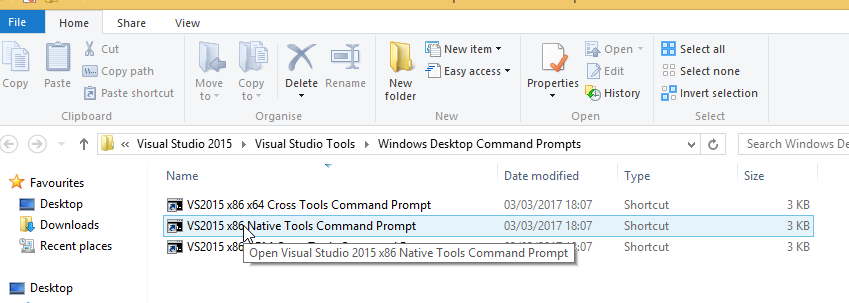 File Home Share View
Copy Paste Cut Copy path Paste shortcut Move to Copy to Delete Rename New folder New item Easy access Properties Open Edit History Select all Select none Invert selection
Clipboard Organise New Open Select
« Visual Studio 2015 Visual Studio Tools Windows Desktop Command Prompts Search Windows De
Name Date modified Type Size
Favourites
Desktop
Downloads
Recent places
Desktop
VS2015 x86 x64 Cross Tools Command Prompt 03/03/2017 18:07 Shortcut 3 KB
VS2015 x86 Native Tools Command Prompt 03/03/2017 18:07 Shortcut 3 KB
VS2015 x86 Shortcut 3 KB
Open Visual Studio 2015 x86 Native Tools Command Prompt